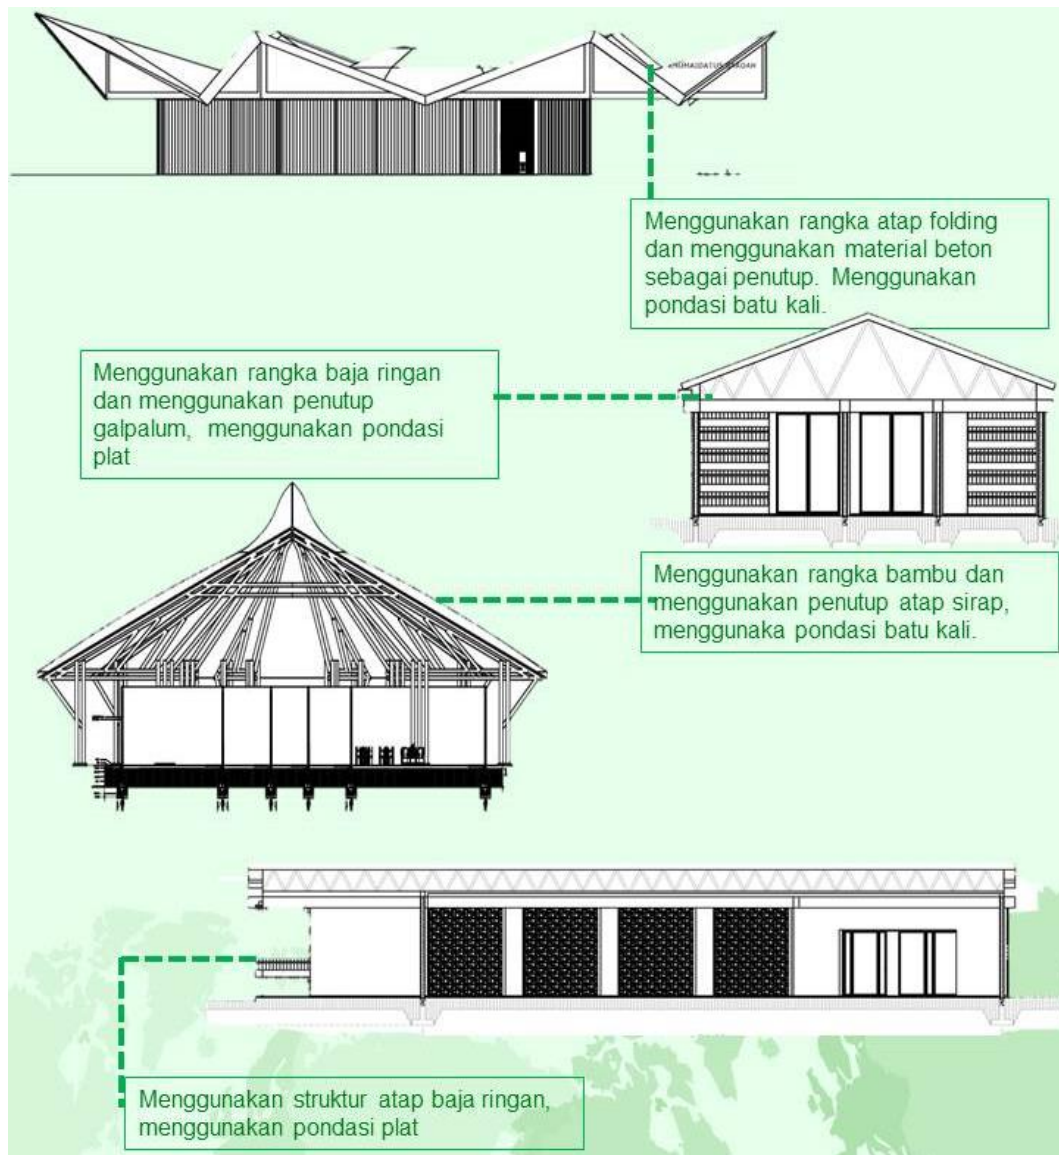 Menggunakan rangka atap folding
dan menggunakan material beton
sebagai penutup. Menggunakan
pondasi batu kali.
Menggunakan rangka baja ringan
dan menggunakan penutup
galpalum, menggunakan pondasi
plat
Menggunakan rangka bambu dan
menggunakan penutup atap sirap,
menggunaka pondasi batu kali.
Menggunakan struktur atap baja ringan,
menggunakan pondasi plat